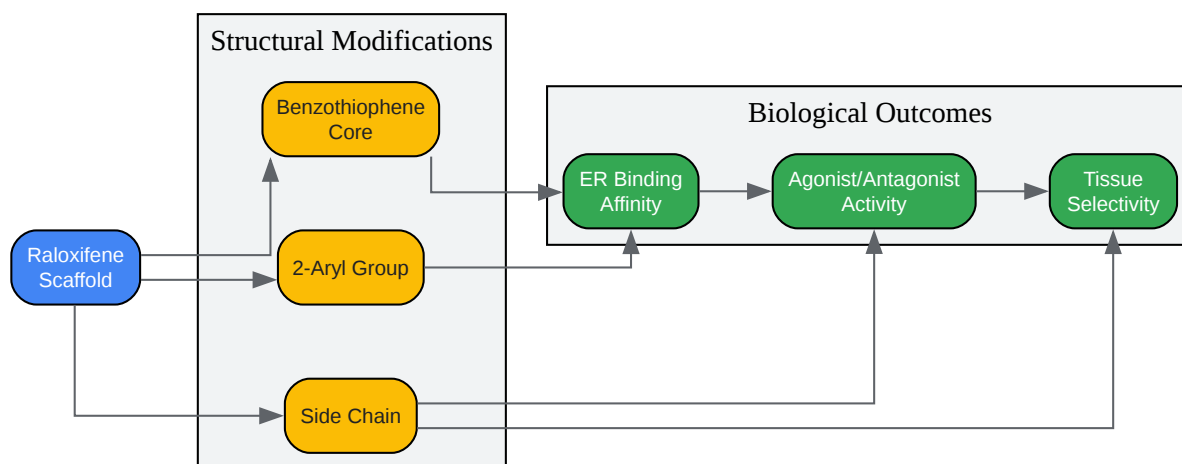 Structural Modifications
Benzothiophene
Core
Biological Outcomes
ER Binding
Affinity
Agonist/Antagonist
Activity
Tissue
Selectivity
Raloxifene
Scaffold
2-Aryl Group
Side Chain